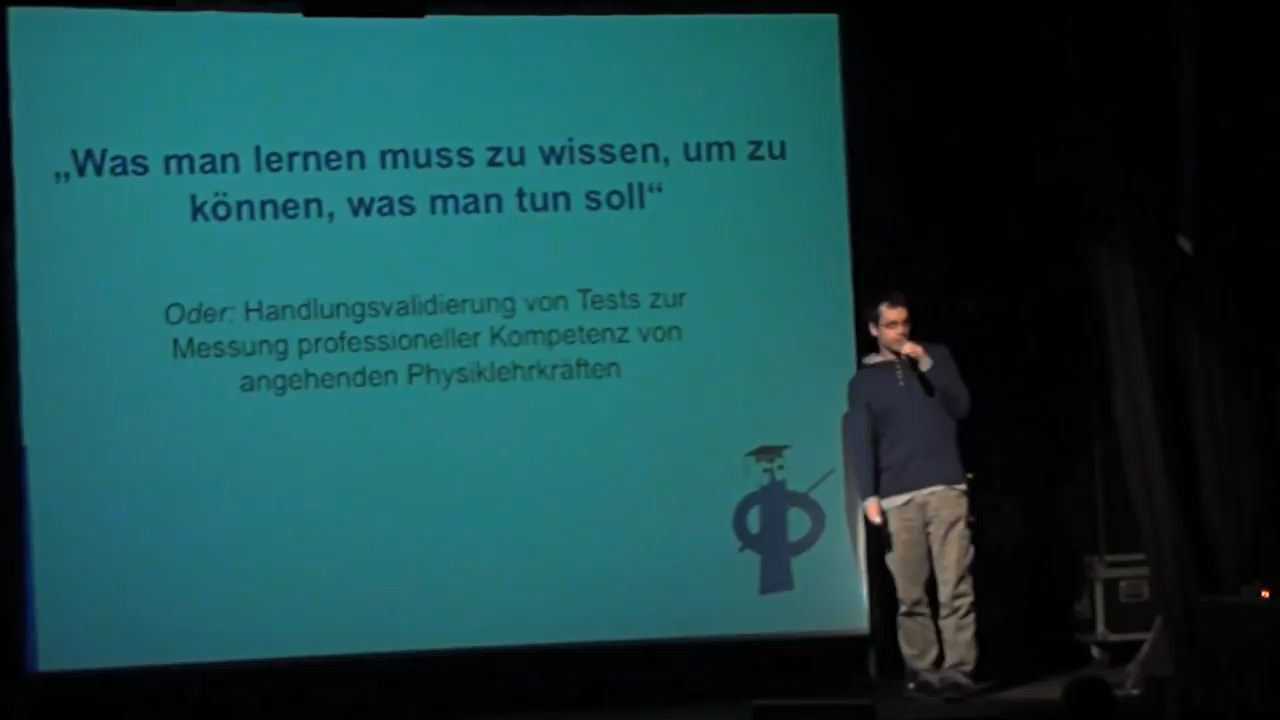 „Was man lernen muss zu wissen, um zu
können, was man tun soll“
Oder: Handlungsvalidierung von Tests zur
Messung professioneller Kompetenz von
angehenden Physiklehrkräften